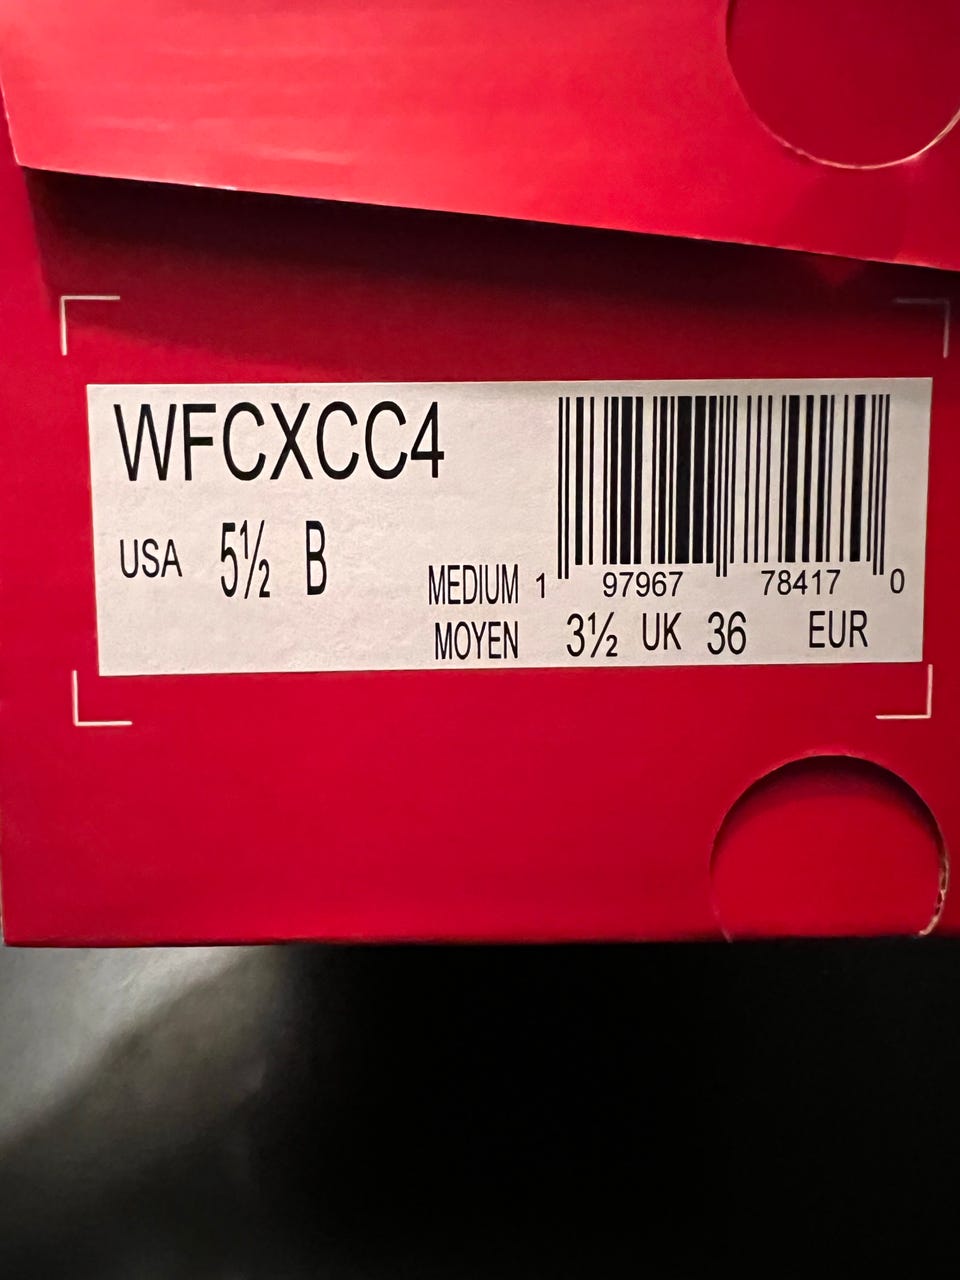 WFCXCC4
USA 5½ B
MEDIUM 1 97967 78417 0
MOYEN 3½ UK 36 EUR